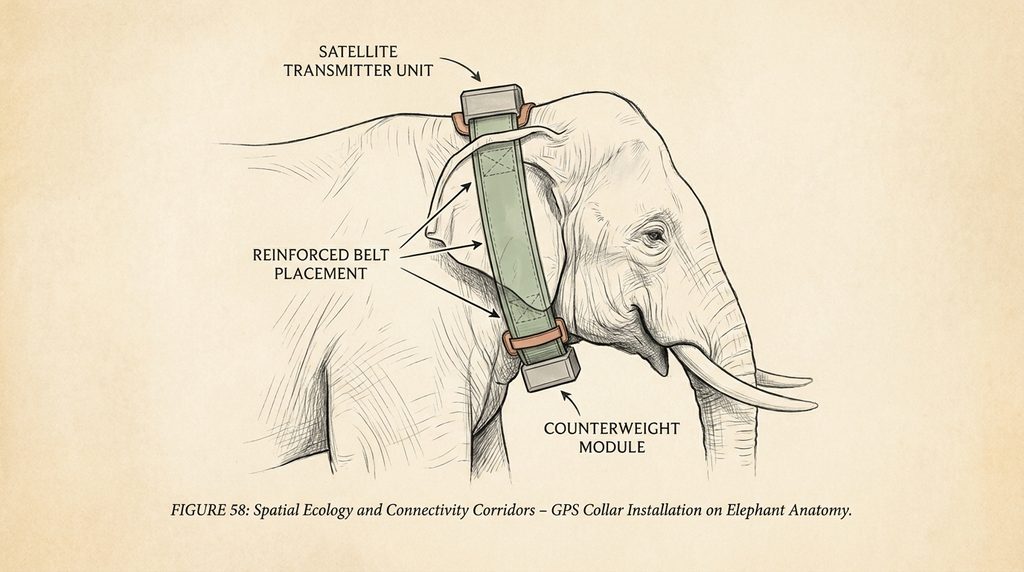 SATELLITE
TRANSMITTER UNIT
REINFORCED BELT
PLACEMENT
COUNTERWEIGHT
MODULE
FIGURE 58: Spatial Ecology and Connectivity Corridors – GPS Collar Installation on Elephant Anatomy.